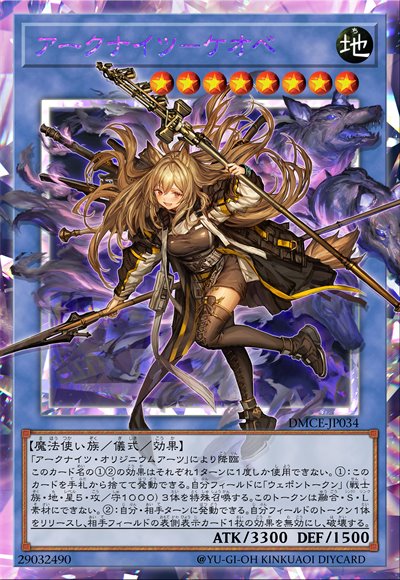 アークナイツーケオベ
地
DMCE-JP034
ATK/3300 DEF/1500
【魔法使い族/儀式/効果】
「アークナイツ・オリジニウムアーツ」により降臨
このカード名の①②の効果はそれぞれ1ターンに1度しか使用できない。①:この
カードを手札から捨てて発動できる。自分フィールドに「ウェポントークン」(戦士
族・地・星5・攻/守1000)3体を特殊召喚する。このトークンは融合・S・L
素材にできない。②:自分・相手ターンに発動できる。自分フィールドのトークン1体
をリリースし、相手フィールドの表側表示カード1枚の効果を無効にし、破壊する。
29032490 @YU-GI-OH KINKUAOI DIYCARD